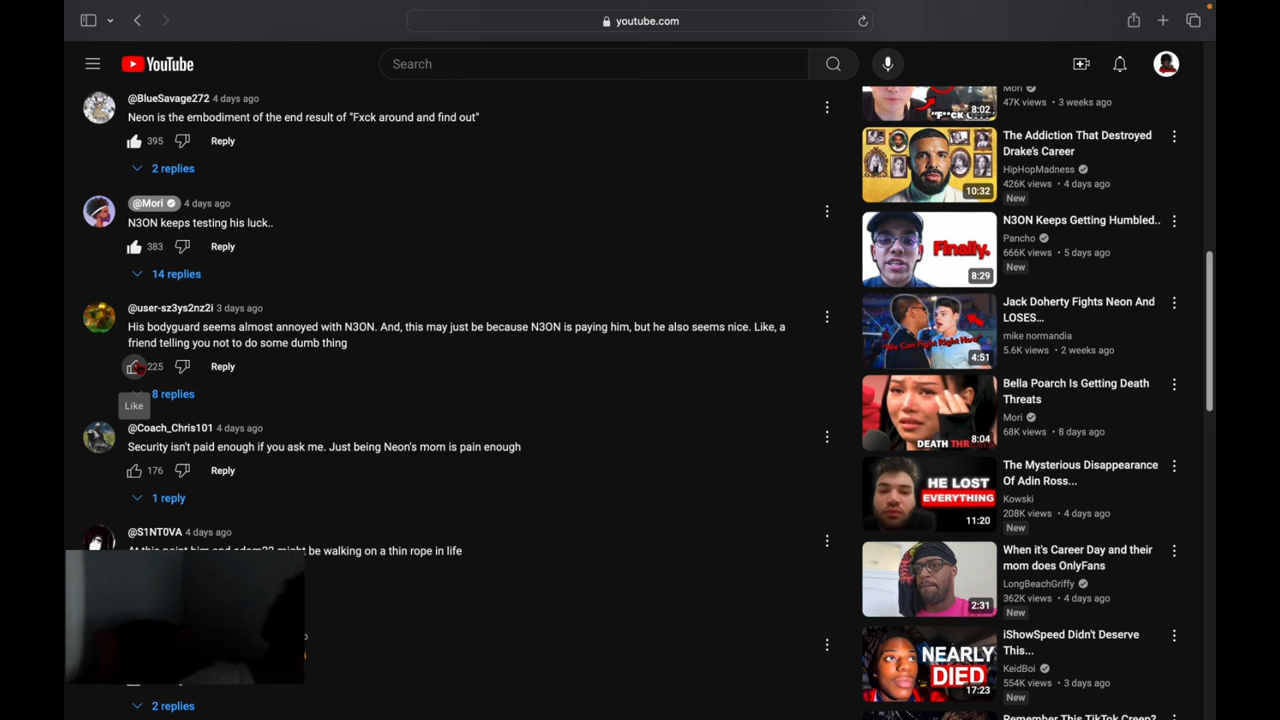 youtube.com
YouTube
Search
@BlueSavage272 4 days ago
Neon is the embodiment of the end result of "Fxck around and find out"
395 Reply
2 replies
@Mori 4 days ago
N3ON keeps testing his luck..
383 Reply
14 replies
@user-sz3ys2nz2i 3 days ago
His bodyguard seems almost annoyed with N3ON. And, this may just be because N3ON is paying him, but he also seems nice. Like, a
friend telling you not to do some dumb thing
225 Reply
8 replies
Like
@Coach_Chris101 4 days ago
Security isn't paid enough if you ask me. Just being Neon's mom is pain enough
176 Reply
1 reply
@S1NT0VA 4 days ago
At this point him and adam22 might be walking on a thin rope in life
2 replies
8:02
Mori
47K views • 3 weeks ago
10:32
The Addiction That Destroyed
Drake's Career
HipHopMadness
426K views • 4 days ago
New
Finally.
8:29
N3ON Keeps Getting Humbled..
Pancho
666K views • 5 days ago
New
"We Can Fight Right Now"
4:51
Jack Doherty Fights Neon And
LOSES...
mike normandia
5.6K views • 2 weeks ago
DEATH THR
8:04
Bella Poarch Is Getting Death
Threats
Mori
68K views • 8 days ago
HE LOST
EVERYTHING
11:20
The Mysterious Disappearance
Of Adin Ross...
Kowski
208K views • 4 days ago
New
2:31
When it's Career Day and their
mom does OnlyFans
LongBeachGriffy
362K views • 4 days ago
New
NEARLY
DIED
17:23
iShowSpeed Didn't Deserve
This...
KeidBoi
554K views • 3 days ago
New
Remember This TikTok Creep?